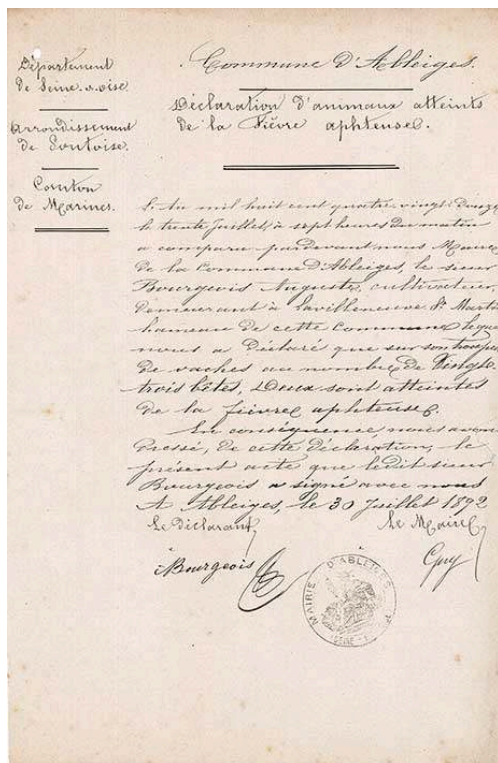 Département
de Seine-&-Oise
Arrondissement
de Pontoise.
Canton
de Marines.
Commune d'Ableiges.
Déclaration d'animaux atteints
de la Fièvre aphteuse.
L'An mil huit cent quatre-vingt Douze,
le trente Juillet, à sept heures du matin
a comparu pardevant nous Maire
de la Commune d'Ableiges, le sieur
Bourgeois Auguste, cultivateur,
demeurant à Lavilleneuve St. Martin
hameau de cette Commune lequel
nous a déclaré que sur son troupeau
de vaches au nombre de Vingt-
trois bêtes, Deux sont atteintes
de la fièvre aphteuse.
En conséquence nous avons
dressé, de cette déclaration, le
présent acte que ledit sieur
Bourgeois a signé avec nous
A Ableiges, le 30 Juillet 1892
Le déclarant,
Le Maire,
Bourgeois
Guy
MAIRIE D'ABLEIGES
SEINE